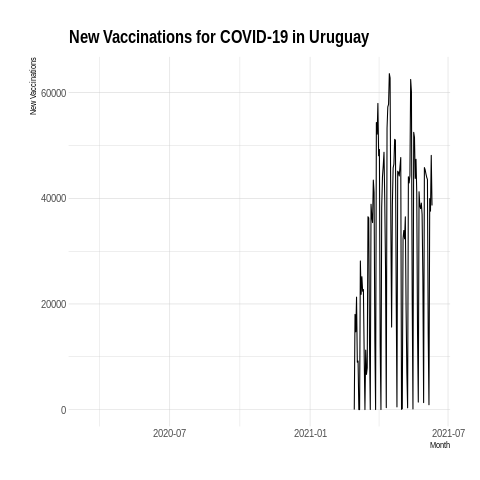 New Vaccinations for COVID-19 in Uruguay
New Vaccinations
60000
40000
20000
0
2020-07
2021-01
2021-07
Month